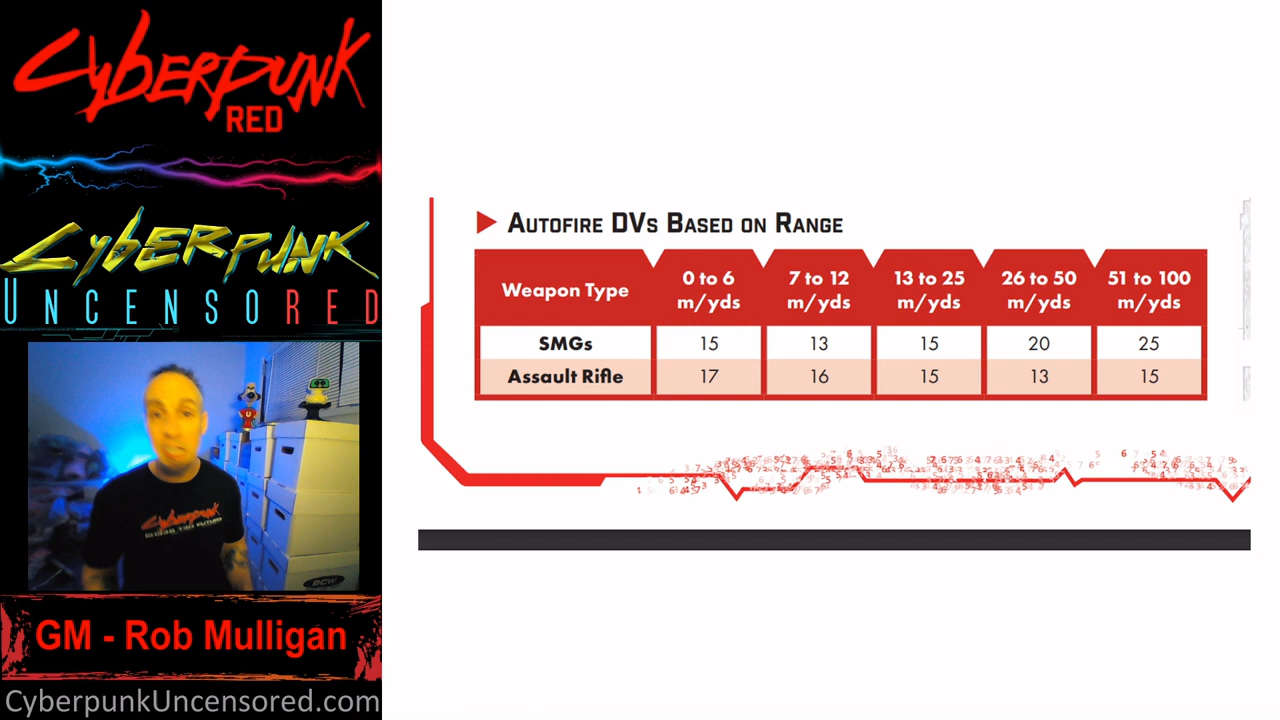 CYBERPUNK
RED
CYBERPUNK
UNCENSORED
CYBERPUNK
BCW
GM - Rob Mulligan
CyberpunkUncensored.com
AUTOFIRE DVS BASED ON RANGE
Weapon Type 0 to 6 m/yds 7 to 12 m/yds 13 to 25 m/yds 26 to 50 m/yds 51 to 100 m/yds
SMGs 15 13 15 20 25
Assault Rifle 17 16 15 13 15